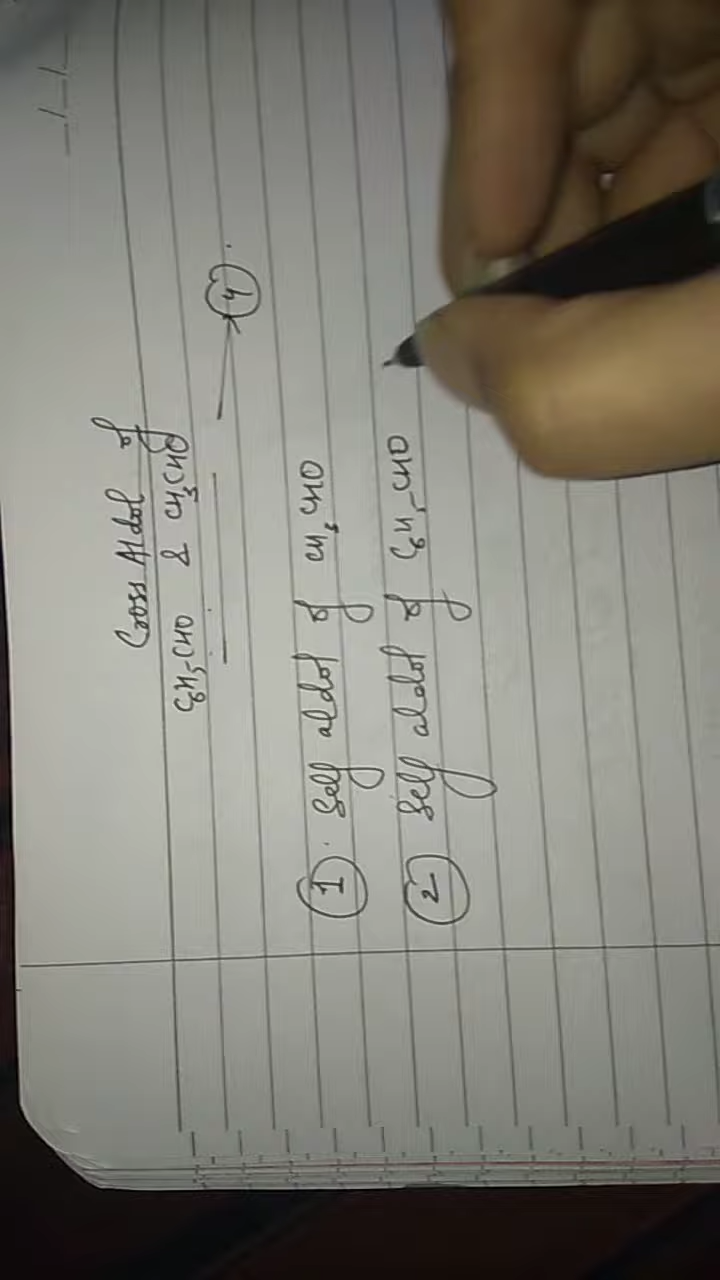 Cross Aldol of
C6H5-CHO & CH3CHO
→ (4).
(1). Self aldol of CH3CHO
(2) Self aldol of C6H5-CHO